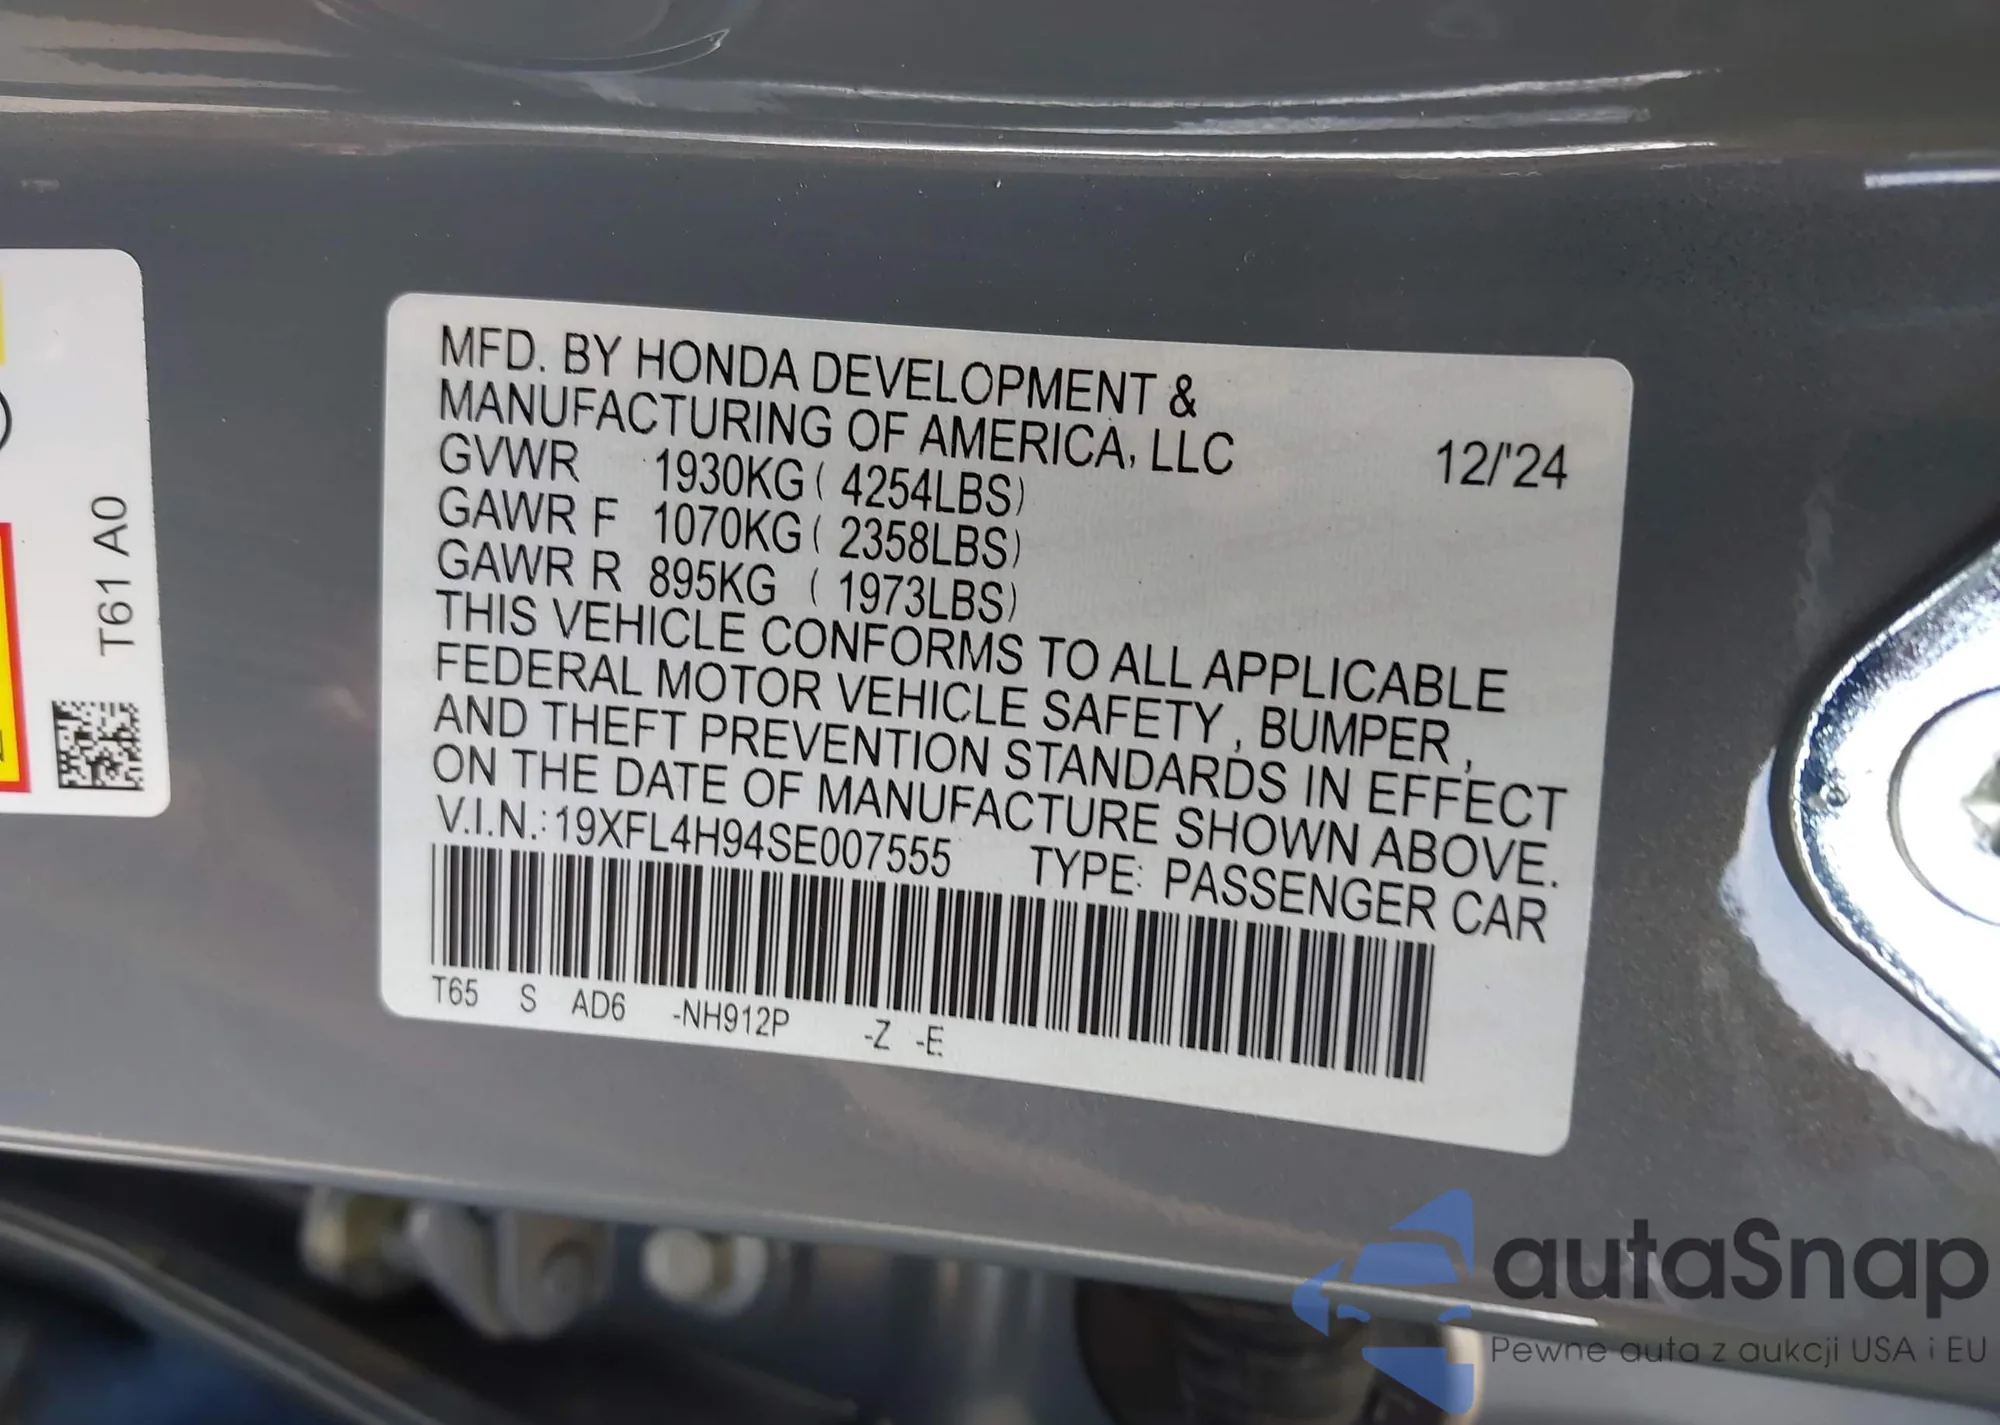 MFD. BY HONDA DEVELOPMENT &
MANUFACTURING OF AMERICA, LLC 12/'24
GVWR 1930KG ( 4254LBS)
GAWR F 1070KG ( 2358LBS)
GAWR R 895KG ( 1973LBS)
THIS VEHICLE CONFORMS TO ALL APPLICABLE
FEDERAL MOTOR VEHICLE SAFETY , BUMPER ,
AND THEFT PREVENTION STANDARDS IN EFFECT
ON THE DATE OF MANUFACTURE SHOWN ABOVE.
V.I.N.: 19XFL4H94SE007555 TYPE: PASSENGER CAR
T65 S AD6 -NH912P -Z -E
T61 A0
autaSnap
Pewne auta z aukcji USA i EU